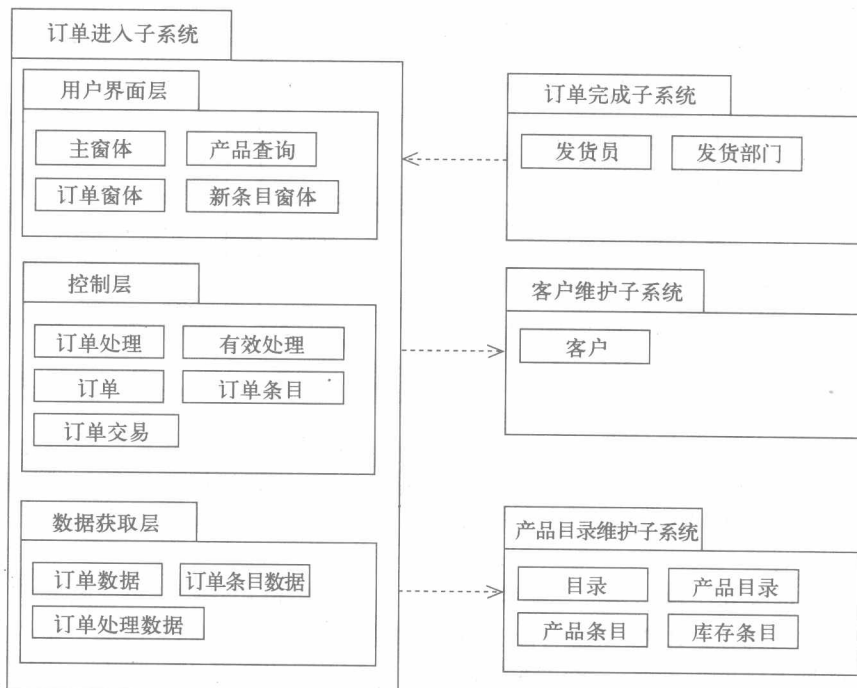 订单进入子系统
用户界面层
主窗体
产品查询
订单窗体
新条目窗体
控制层
订单处理
有效处理
订单
订单条目
订单交易
数据获取层
订单数据
订单条目数据
订单处理数据
订单完成子系统
发货员
发货部门
客户维护子系统
客户
产品目录维护子系统
目录
产品目录
产品条目
库存条目